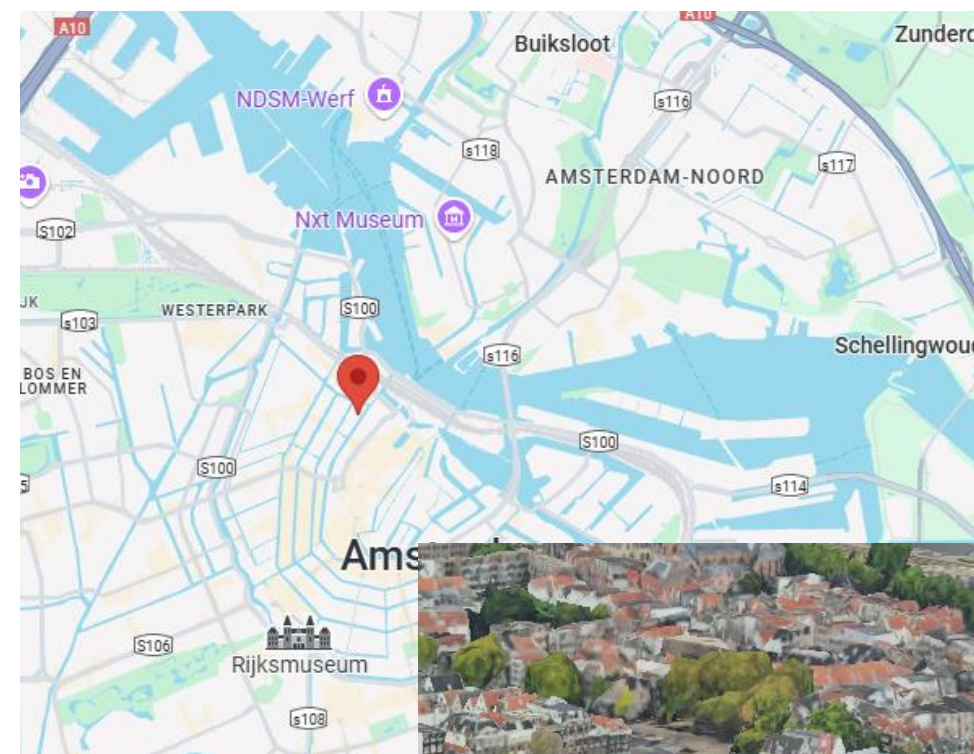 A10
A10
Buiksloot
Zunderd
NDSM-Werf
s116
s118
s117
AMSTERDAM-NOORD
Nxt Museum
S102
JK
WESTERPARK
S100
s103
s116
Schellingwoud
BOS EN
LOMMER
S100
S100
5
s114
Ams
S106
Rijksmuseum
s108